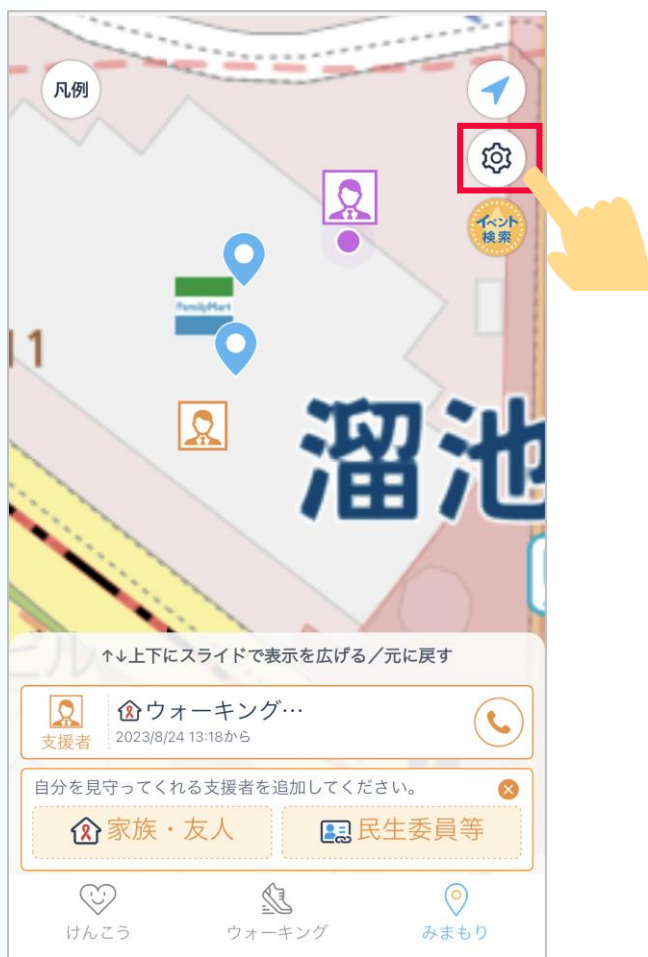 凡例
イベント
検索
FamilyMart
11
溜池
↑↓上下にスライドで表示を広げる／元に戻す
ウォーキング…
支援者
2023/8/24 13:18から
自分を見守ってくれる支援者を追加してください。
家族・友人
民生委員等
けんこう
ウォーキング
みまもり